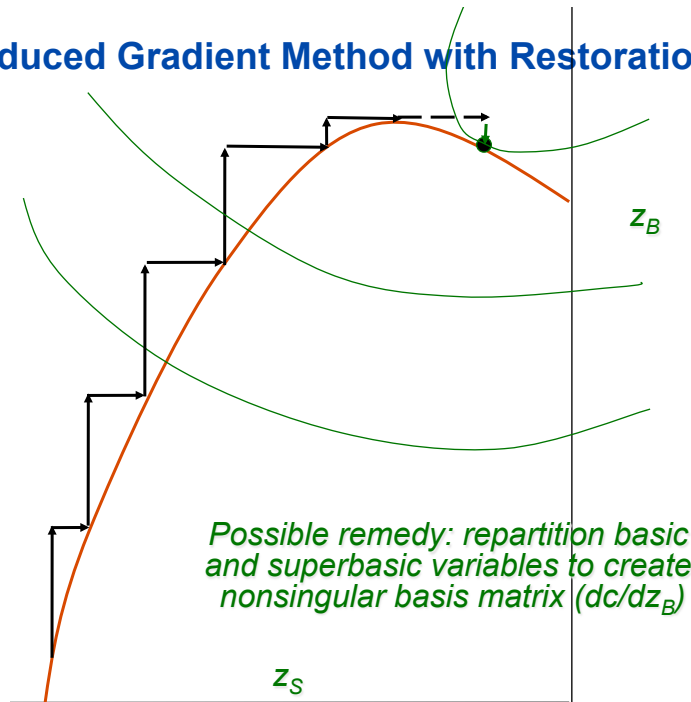 duced Gradient Method with Restoratio
z_B
Possible remedy: repartition basic
and superbasic variables to create
nonsingular basis matrix (dc/dz_B)
z_S